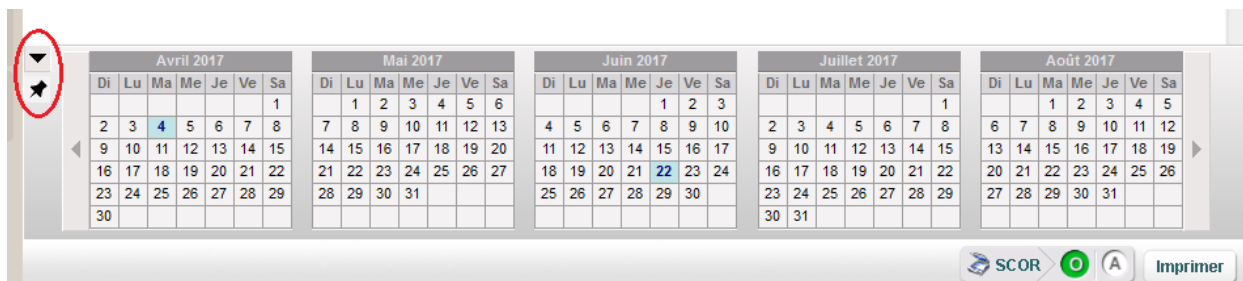 Avril 2017 Mai 2017 Juin 2017 Juillet 2017 Août 2017
Di Lu Ma Me Je Ve Sa Di Lu Ma Me Je Ve Sa Di Lu Ma Me Je Ve Sa Di Lu Ma Me Je Ve Sa Di Lu Ma Me Je Ve Sa
1 1 2 3 4 5 6 1 2 3 1 1 2 3 4 5
2 3 4 5 6 7 8 7 8 9 10 11 12 13 4 5 6 7 8 9 10 2 3 4 5 6 7 8 6 7 8 9 10 11 12
9 10 11 12 13 14 15 14 15 16 17 18 19 20 11 12 13 14 15 16 17 9 10 11 12 13 14 15 13 14 15 16 17 18 19
16 17 18 19 20 21 22 21 22 23 24 25 26 27 18 19 20 21 22 23 24 16 17 18 19 20 21 22 20 21 22 23 24 25 26
23 24 25 26 27 28 29 28 29 30 31 25 26 27 28 29 30 23 24 25 26 27 28 29 27 28 29 30 31
30 30 31
SCOR O A Imprimer